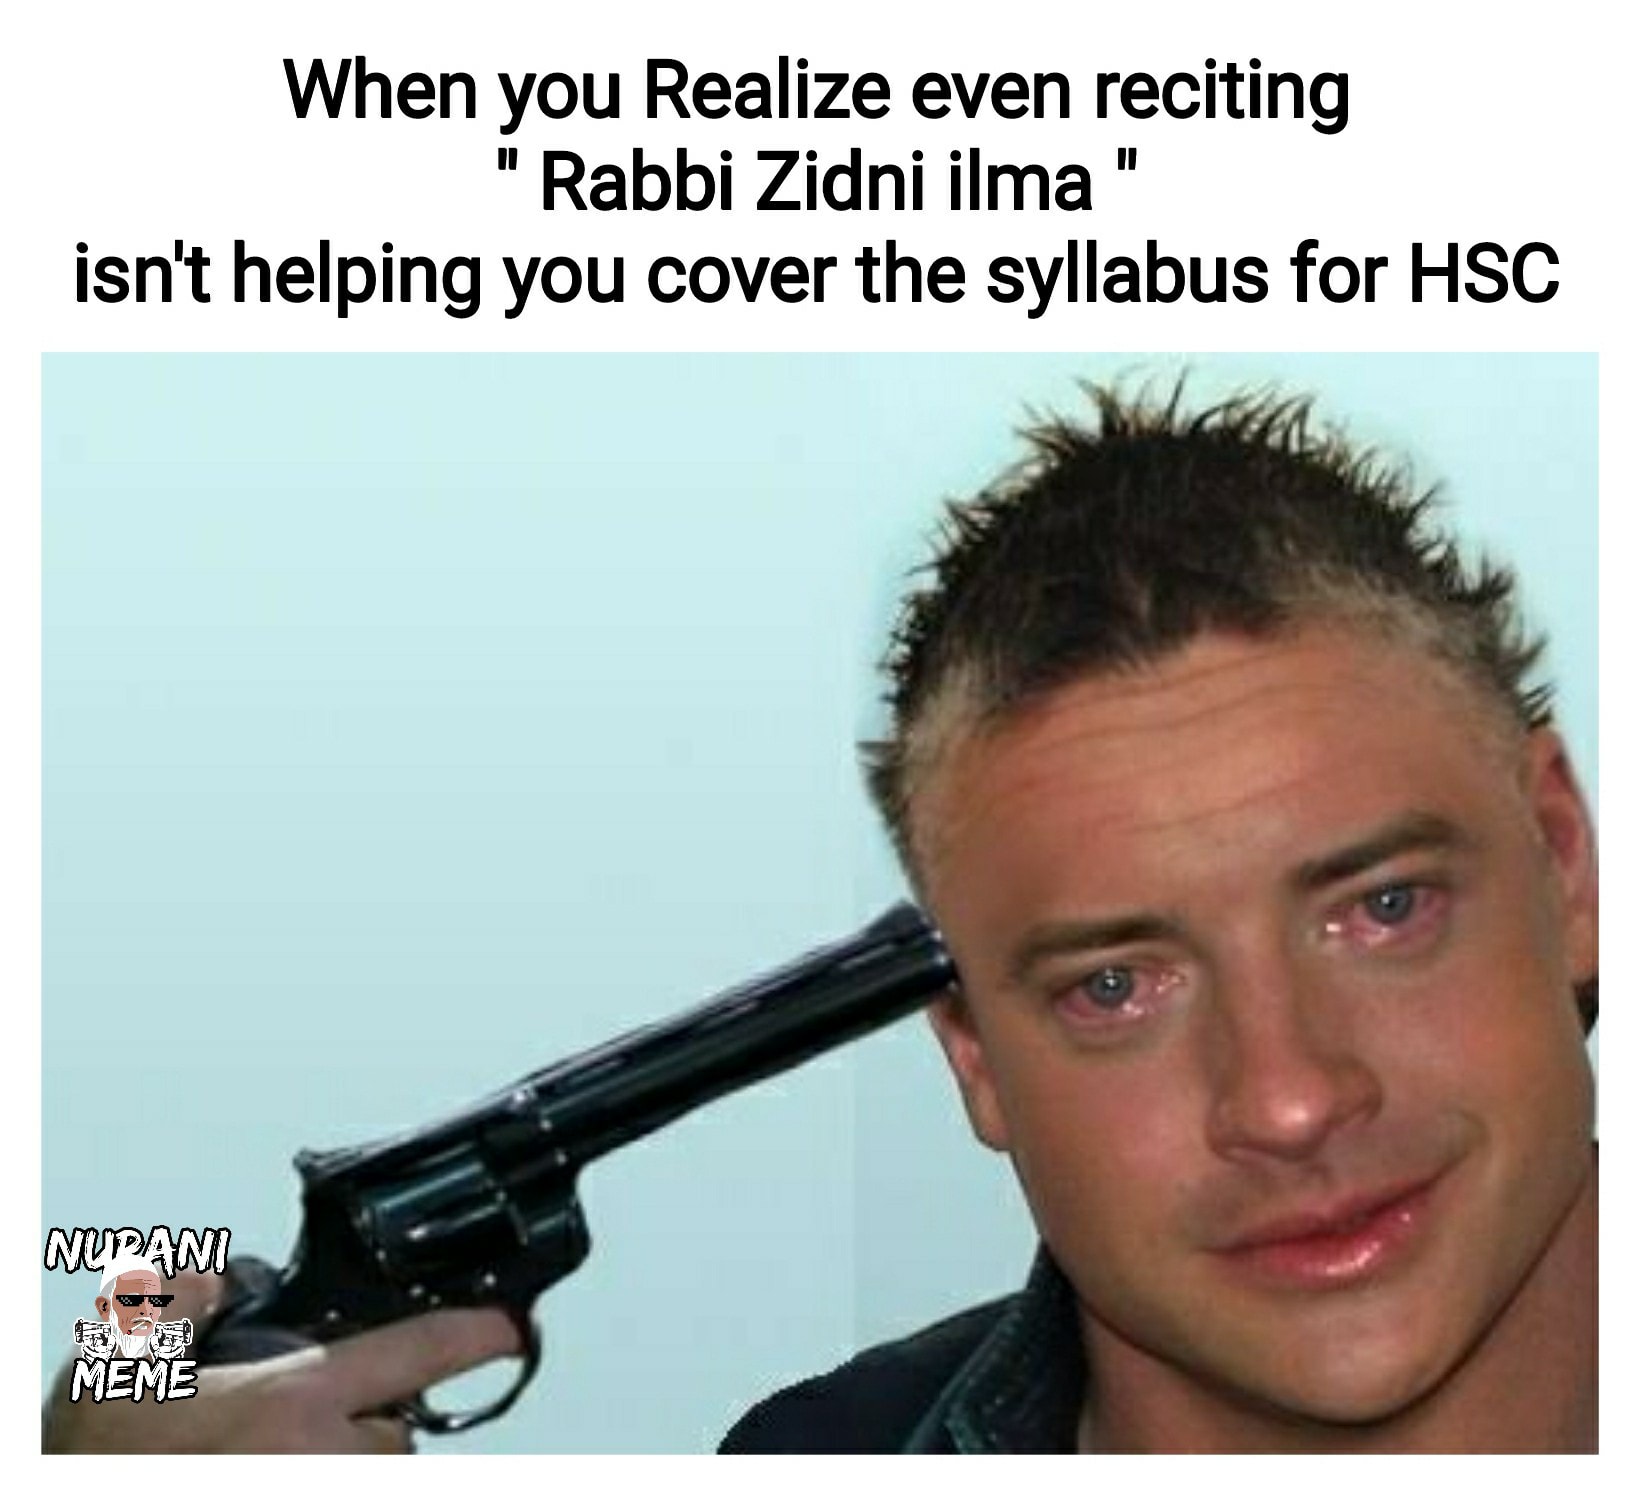 When you Realize even reciting
" Rabbi Zidni ilma "
isn't helping you cover the syllabus for HSC
NURANI
MEME